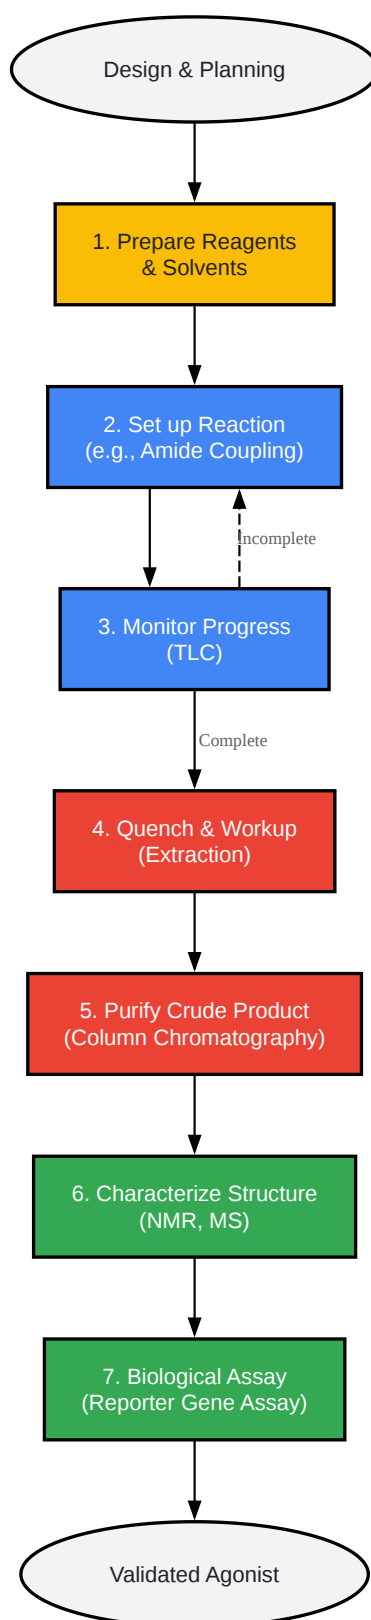 Design & Planning
1. Prepare Reagents
& Solvents
2. Set up Reaction
(e.g., Amide Coupling)
Incomplete
3. Monitor Progress
(TLC)
Complete
4. Quench & Workup
(Extraction)
5. Purify Crude Product
(Column Chromatography)
6. Characterize Structure
(NMR, MS)
7. Biological Assay
(Reporter Gene Assay)
Validated Agonist